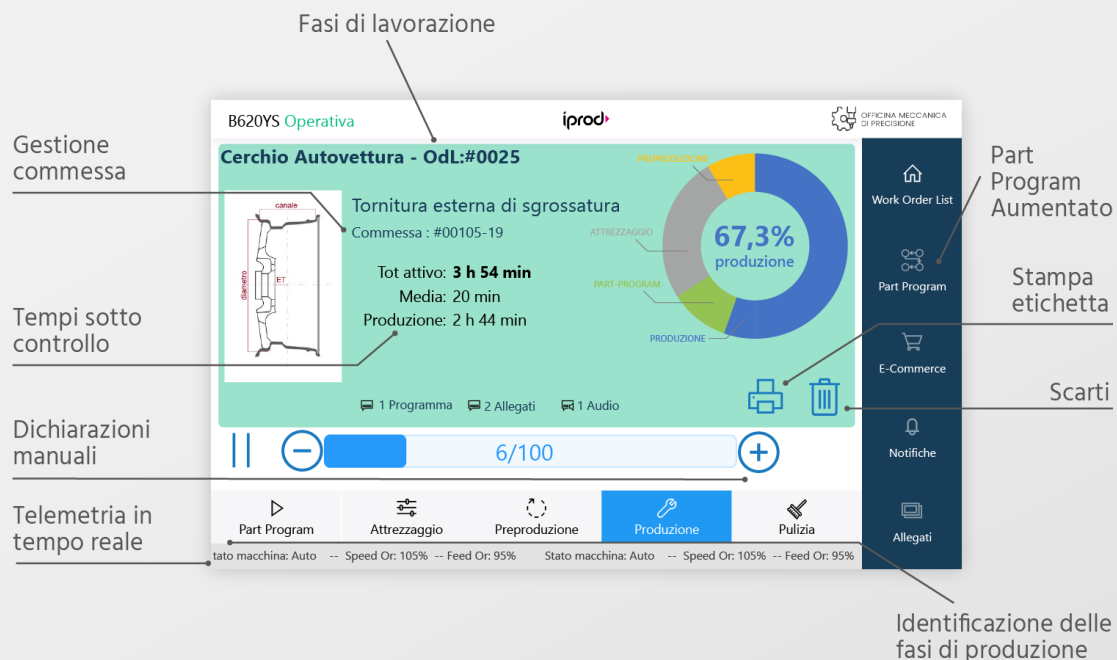 Fasi di lavorazione
B620YS Operativa
iprod
OFFICINA MECCANICA
DI PRECISIONE
Gestione
commessa
Cerchio Autovettura - OdL:#0025
canale
diametro
ET
Tornitura esterna di sgrossatura
Commessa : #00105-19
Tot attivo: 3 h 54 min
Media: 20 min
Produzione: 2 h 44 min
PREPRODUZIONE
ATTREZZAGGIO
PART-PROGRAM
PRODUZIONE
67,3%
produzione
1 Programma
2 Allegati
1 Audio
Work Order List
Part Program
E-Commerce
Notifiche
Allegati
Part
Program
Aumentato
Stampa
etichetta
Scarti
Tempi sotto
controllo
Dichiarazioni
manuali
6/100
Part Program
Attrezzaggio
Preproduzione
Produzione
Pulizia
Telemetria in
tempo reale
tato macchina: Auto -- Speed Or: 105% -- Feed Or: 95% Stato macchina: Auto -- Speed Or: 105% -- Feed Or: 95%
Identificazione delle
fasi di produzione